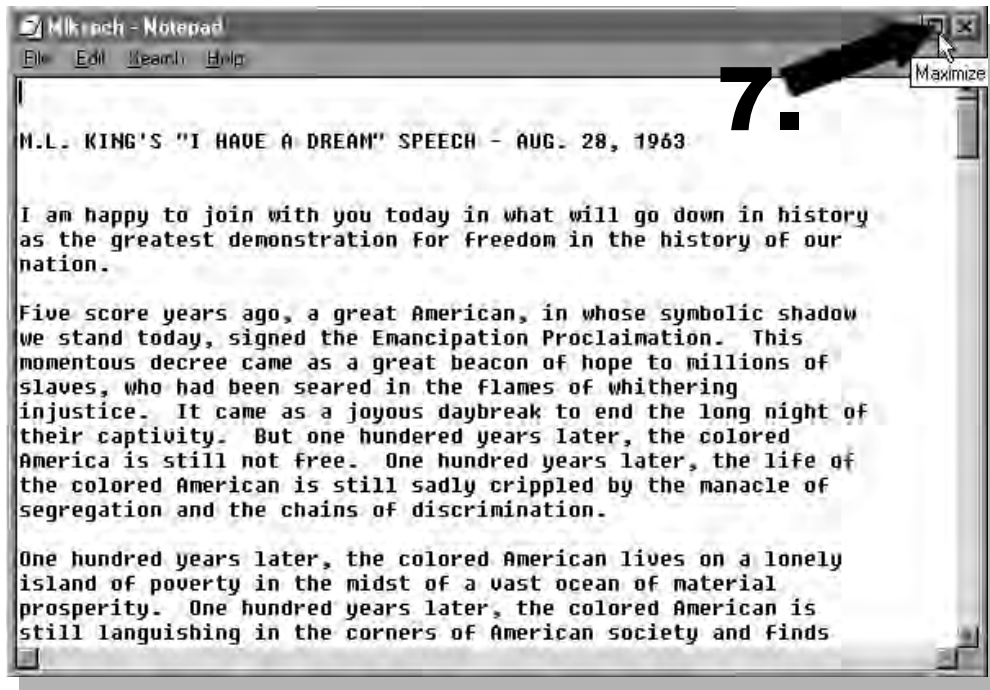 Mlkspch - Notepad
File Edit Search Help
Maximize
7.
M.L. KING'S "I HAVE A DREAM" SPEECH - AUG. 28, 1963
I am happy to join with you today in what will go down in history
as the greatest demonstration for freedom in the history of our
nation.
Five score years ago, a great American, in whose symbolic shadow
we stand today, signed the Emancipation Proclaimation.  This
momentous decree came as a great beacon of hope to millions of
slaves, who had been seared in the flames of whithering
injustice.  It came as a joyous daybreak to end the long night of
their captivity.  But one hundered years later, the colored
America is still not free.  One hundred years later, the life of
the colored American is still sadly crippled by the manacle of
segregation and the chains of discrimination.
One hundred years later, the colored American lives on a lonely
island of poverty in the midst of a vast ocean of material
prosperity.  One hundred years later, the colored American is
still languishing in the corners of American society and finds